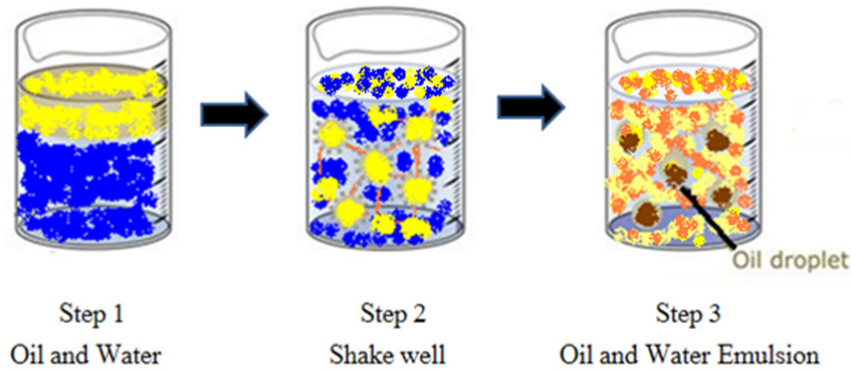 Oil droplet
Step 1
Step 2
Step 3
Oil and Water
Shake well
Oil and Water Emulsion